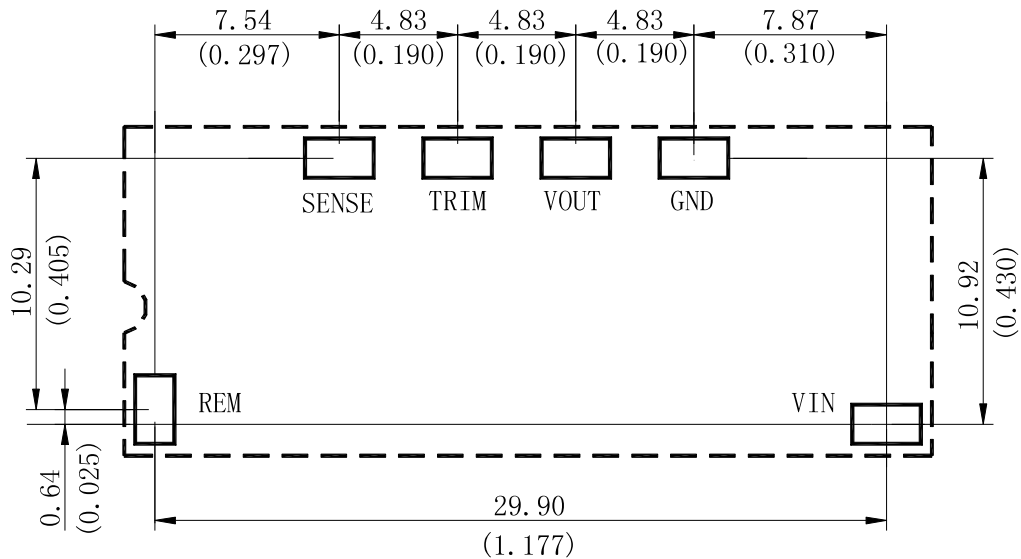 7.54 4.83 4.83 4.83 7.87
(0.297) (0.190) (0.190) (0.190) (0.310)
SENSE TRIM VOUT GND
10.29
(0.405)
10.92
(0.430)
REM VIN
0.64
(0.025)
29.90
(1.177)